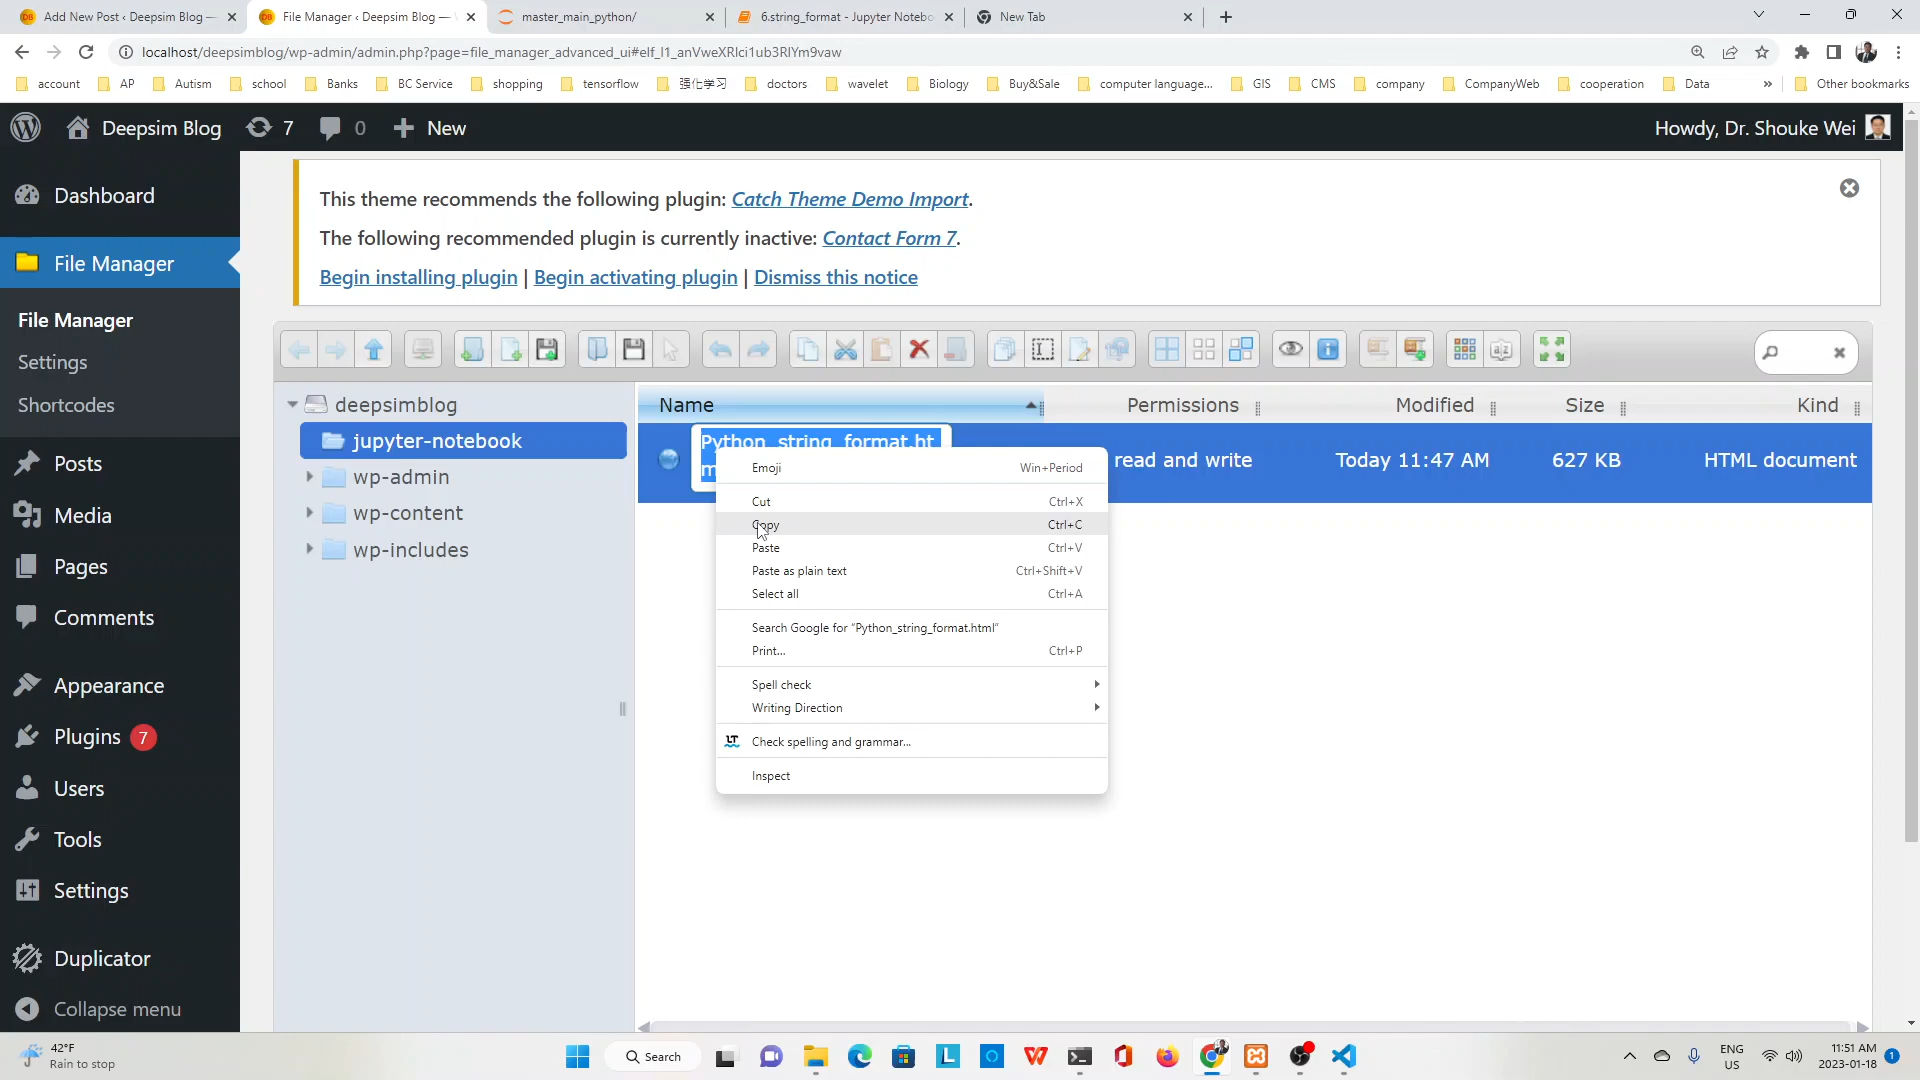 Add New Post ‹ Deepsim Blog —
File Manager ‹ Deepsim Blog —
master_main_python/
6.string_format - Jupyter Notebo
New Tab
localhost/deepsimblog/wp-admin/admin.php?page=file_manager_advanced_ui#elf_l1_anVweXRlci1ub3RlYm9vaw
account
AP
Autism
school
Banks
BC Service
shopping
tensorflow
强化学习
doctors
wavelet
Biology
Buy&Sale
computer language...
GIS
CMS
company
CompanyWeb
cooperation
Data
»
Other bookmarks
Deepsim Blog
7
0
New
Howdy, Dr. Shouke Wei
Dashboard
File Manager
File Manager
Settings
Shortcodes
Posts
Media
Pages
Comments
Appearance
Plugins 7
Users
Tools
Settings
Duplicator
Collapse menu
This theme recommends the following plugin: Catch Theme Demo Import.
The following recommended plugin is currently inactive: Contact Form 7.
Begin installing plugin | Begin activating plugin | Dismiss this notice
deepsimblog
jupyter-notebook
wp-admin
wp-content
wp-includes
Name
Permissions
Modified
Size
Kind
Python_string_format.ht
m
read and write
Today 11:47 AM
627 KB
HTML document
Emoji Win+Period
Cut Ctrl+X
Copy Ctrl+C
Paste Ctrl+V
Paste as plain text Ctrl+Shift+V
Select all Ctrl+A
Search Google for “Python_string_format.html”
Print... Ctrl+P
Spell check
Writing Direction
LT Check spelling and grammar...
Inspect
42°F
Rain to stop
Search
ENG
US
11:51 AM
2023-01-18
1